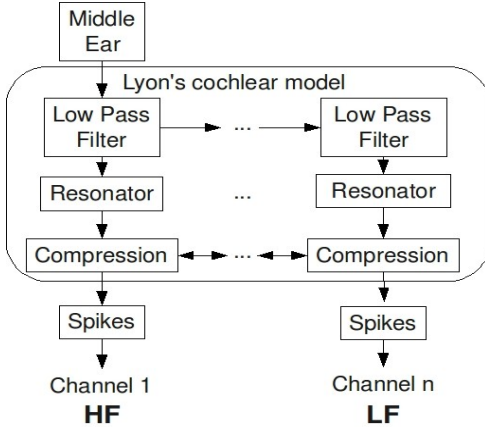 Middle
Ear
Lyon's cochlear model
Low Pass
Filter
...
Low Pass
Filter
Resonator
...
Resonator
Compression
...
Compression
Spikes
Spikes
Channel 1
Channel n
HF
LF